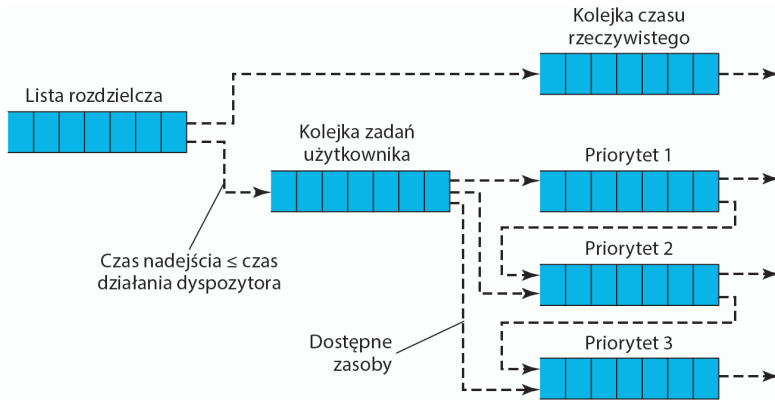 Kolejka czasu
rzeczywistego
Lista rozdzielcza
Kolejka zadań
użytkownika
Priorytet 1
Czas nadejścia ≤ czas
działania dyspozytora
Priorytet 2
Dostępne
zasoby
Priorytet 3